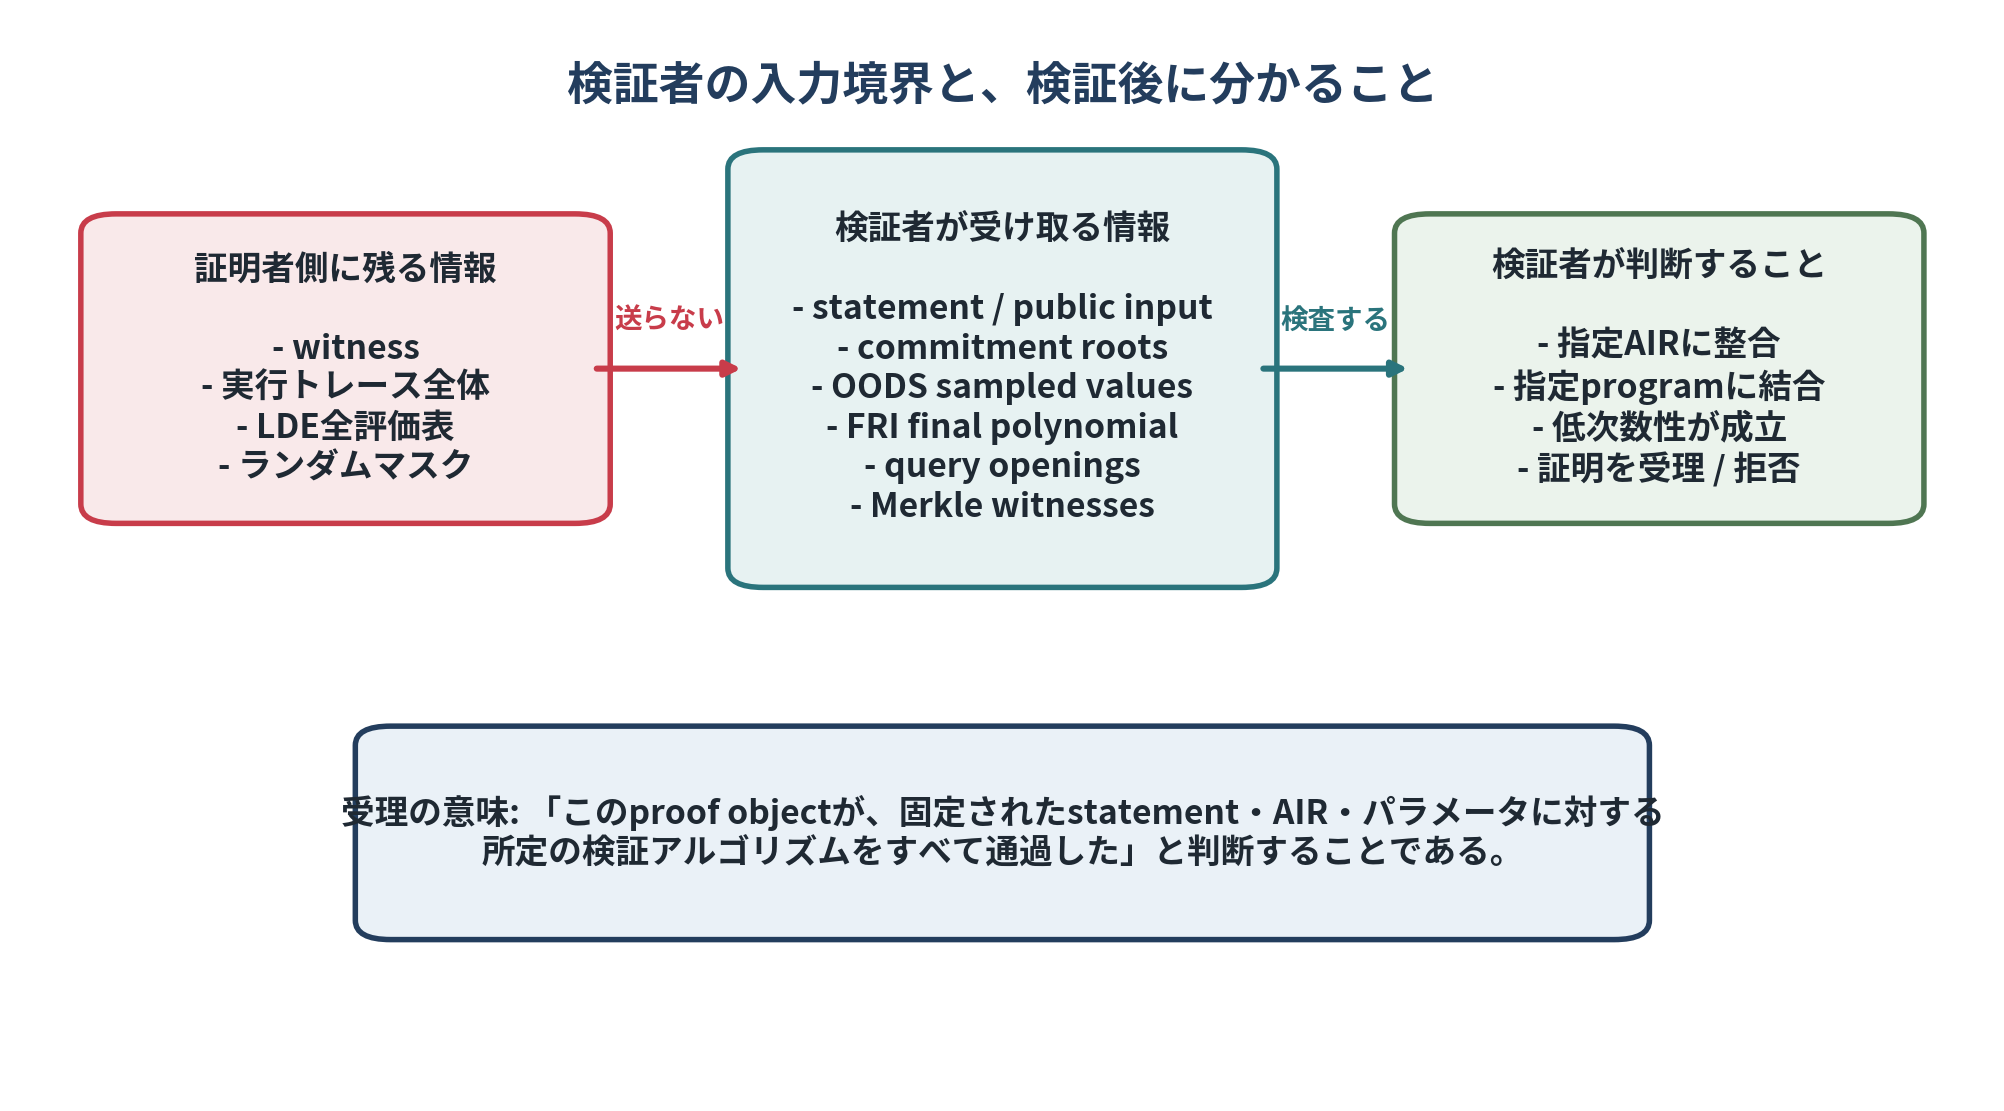 検証者の入力境界と、検証後に分かること
証明者側に残る情報
- witness
- 実行トレース全体
- LDE全評価表
- ランダムマスク
送らない
検証者が受け取る情報
- statement / public input
- commitment roots
- OODS sampled values
- FRI final polynomial
- query openings
- Merkle witnesses
検査する
検証者が判断すること
- 指定AIRに整合
- 指定programに結合
- 低次数性が成立
- 証明を受理 / 拒否
受理の意味: 「このproof objectが、固定されたstatement・AIR・パラメータに対する
所定の検証アルゴリズムをすべて通過した」と判断することである。